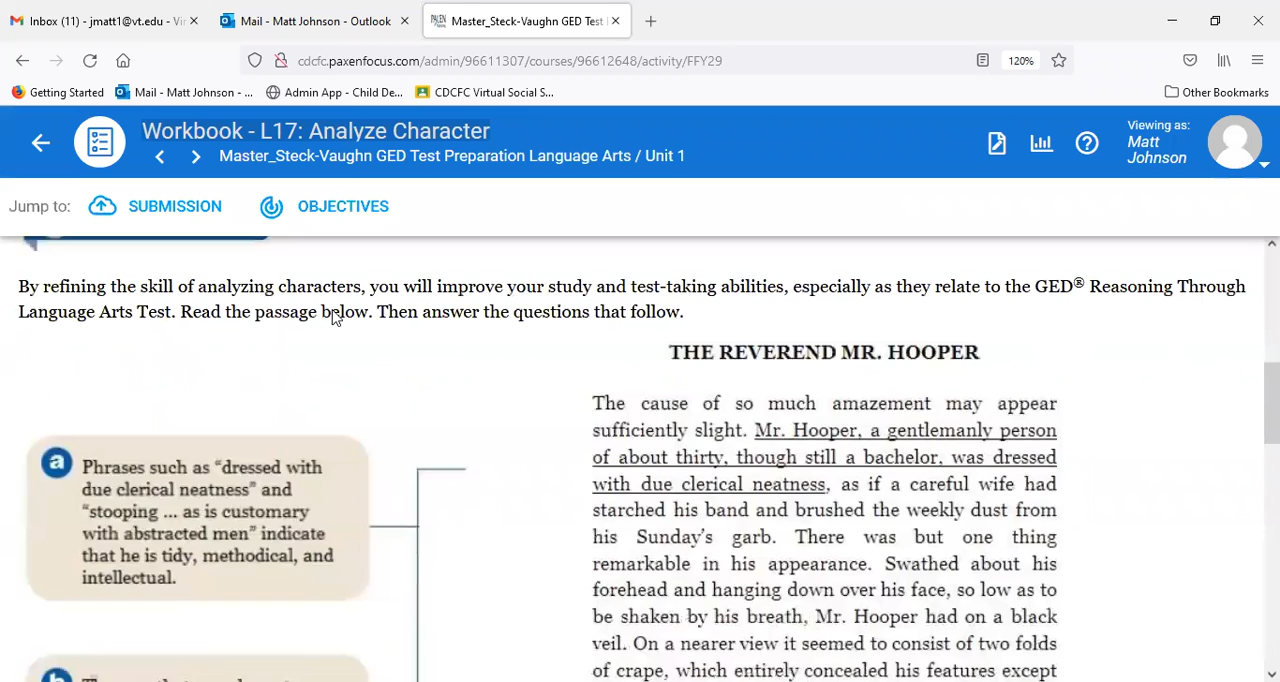 Inbox (11) - jmatt1@vt.edu - Vir
Mail - Matt Johnson - Outlook
PAXEN
Master_Steck-Vaughn GED Test
cdcfc.paxenfocus.com/admin/96611307/courses/96612648/activity/FFY29
120%
Getting Started
Mail - Matt Johnson - ...
Admin App - Child De...
CDCFC Virtual Social S...
Other Bookmarks
Workbook - L17: Analyze Character
Master_Steck-Vaughn GED Test Preparation Language Arts / Unit 1
Viewing as:
Matt
Johnson
Jump to:
SUBMISSION
OBJECTIVES
By refining the skill of analyzing characters, you will improve your study and test-taking abilities, especially as they relate to the GED® Reasoning Through
Language Arts Test. Read the passage below. Then answer the questions that follow.
a
Phrases such as "dressed with
due clerical neatness" and
"stooping ... as is customary
with abstracted men" indicate
that he is tidy, methodical, and
intellectual.
THE REVEREND MR. HOOPER
The cause of so much amazement may appear
sufficiently slight. Mr. Hooper, a gentlemanly person
of about thirty, though still a bachelor, was dressed
with due clerical neatness, as if a careful wife had
starched his band and brushed the weekly dust from
his Sunday's garb. There was but one thing
remarkable in his appearance. Swathed about his
forehead and hanging down over his face, so low as to
be shaken by his breath, Mr. Hooper had on a black
veil. On a nearer view it seemed to consist of two folds
of crape, which entirely concealed his features except